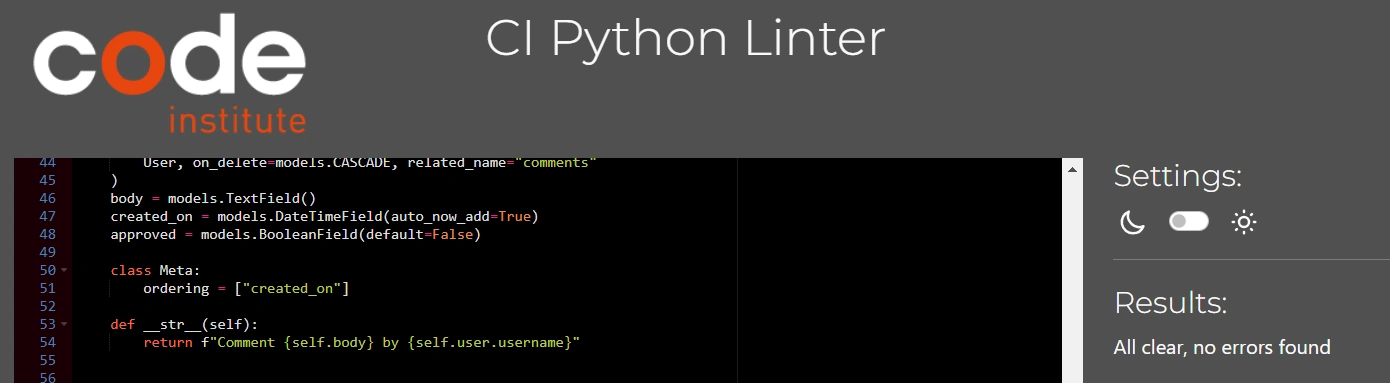 code
institute
CI Python Linter
44 User, on_delete=models.CASCADE, related_name="comments"
45 )
46 body = models.TextField()
47 created_on = models.DateTimeField(auto_now_add=True)
48 approved = models.BooleanField(default=False)
49
50 class Meta:
51 ordering = ["created_on"]
52
53 def __str__(self):
54 return f"Comment {self.body} by {self.user.username}"
55
56
Settings:
Results:
All clear, no errors found